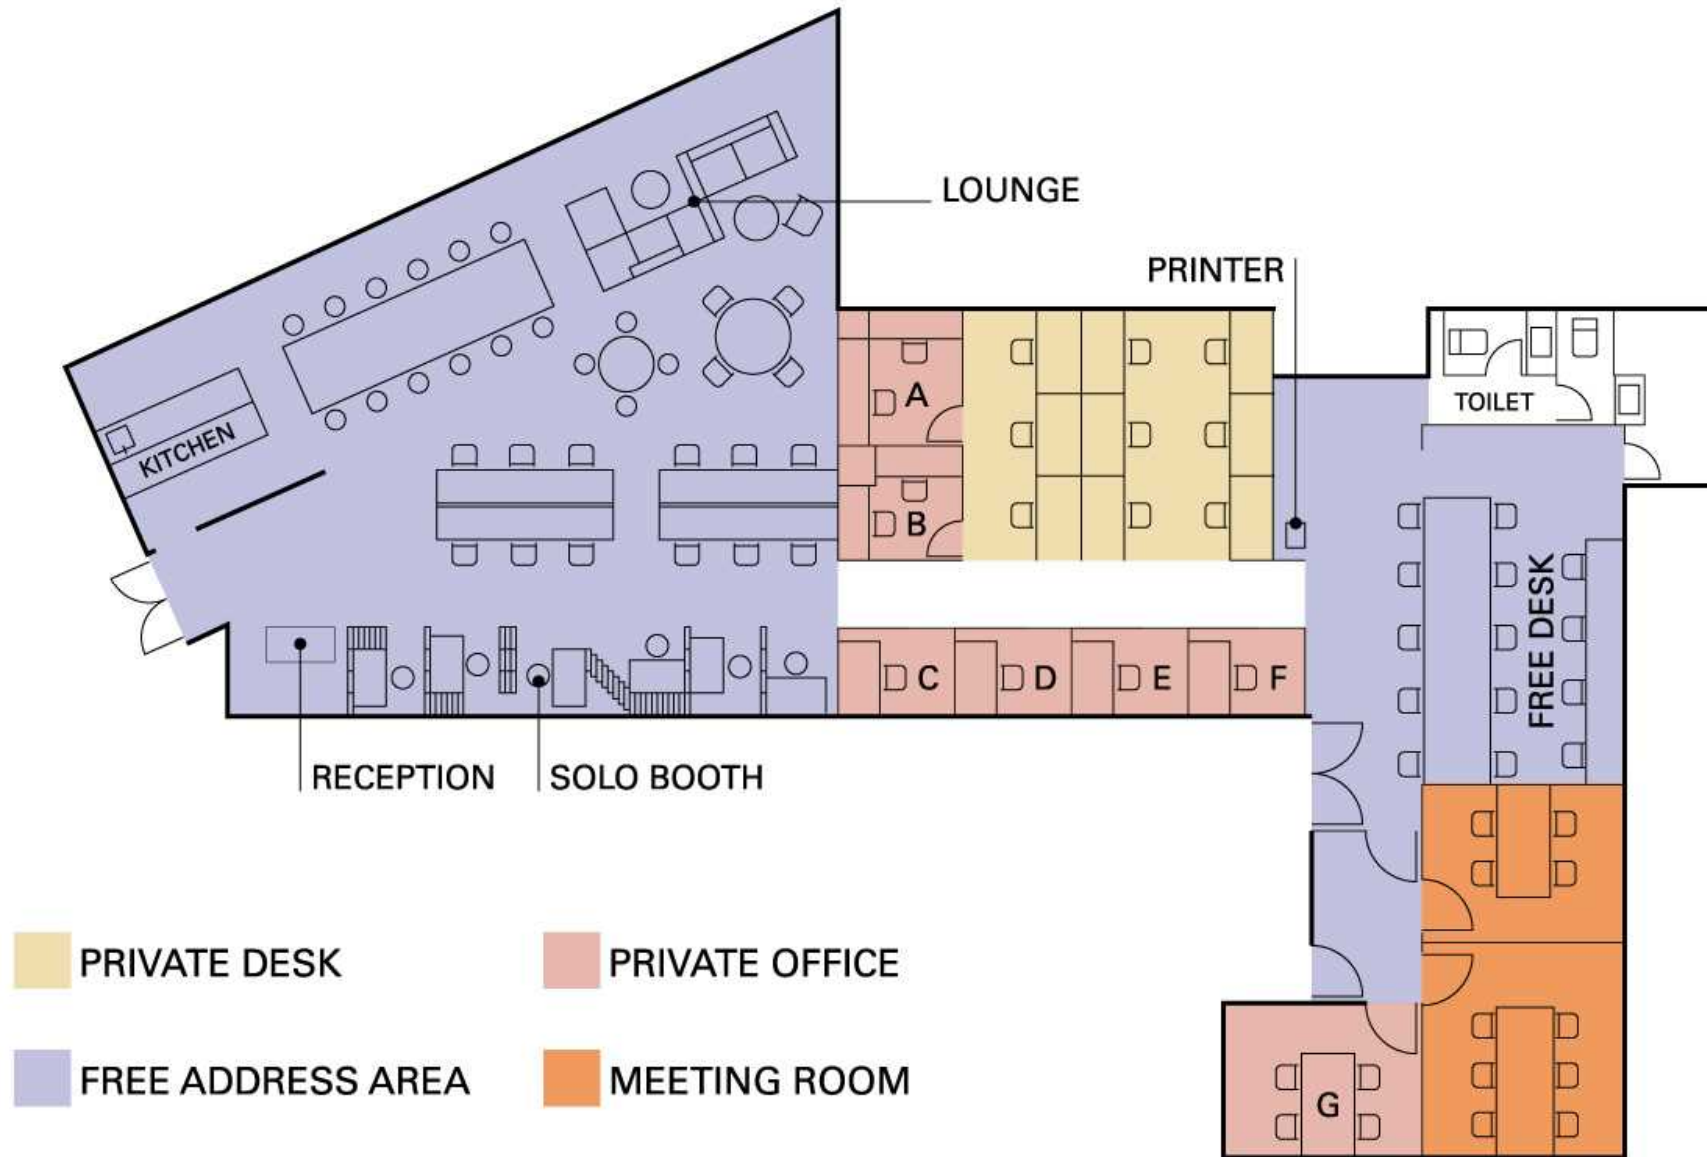 LOUNGE
PRINTER
TOILET
KITCHEN
A
B
FREE DESK
C
D
E
F
RECEPTION
SOLO BOOTH
PRIVATE DESK
PRIVATE OFFICE
FREE ADDRESS AREA
MEETING ROOM
G